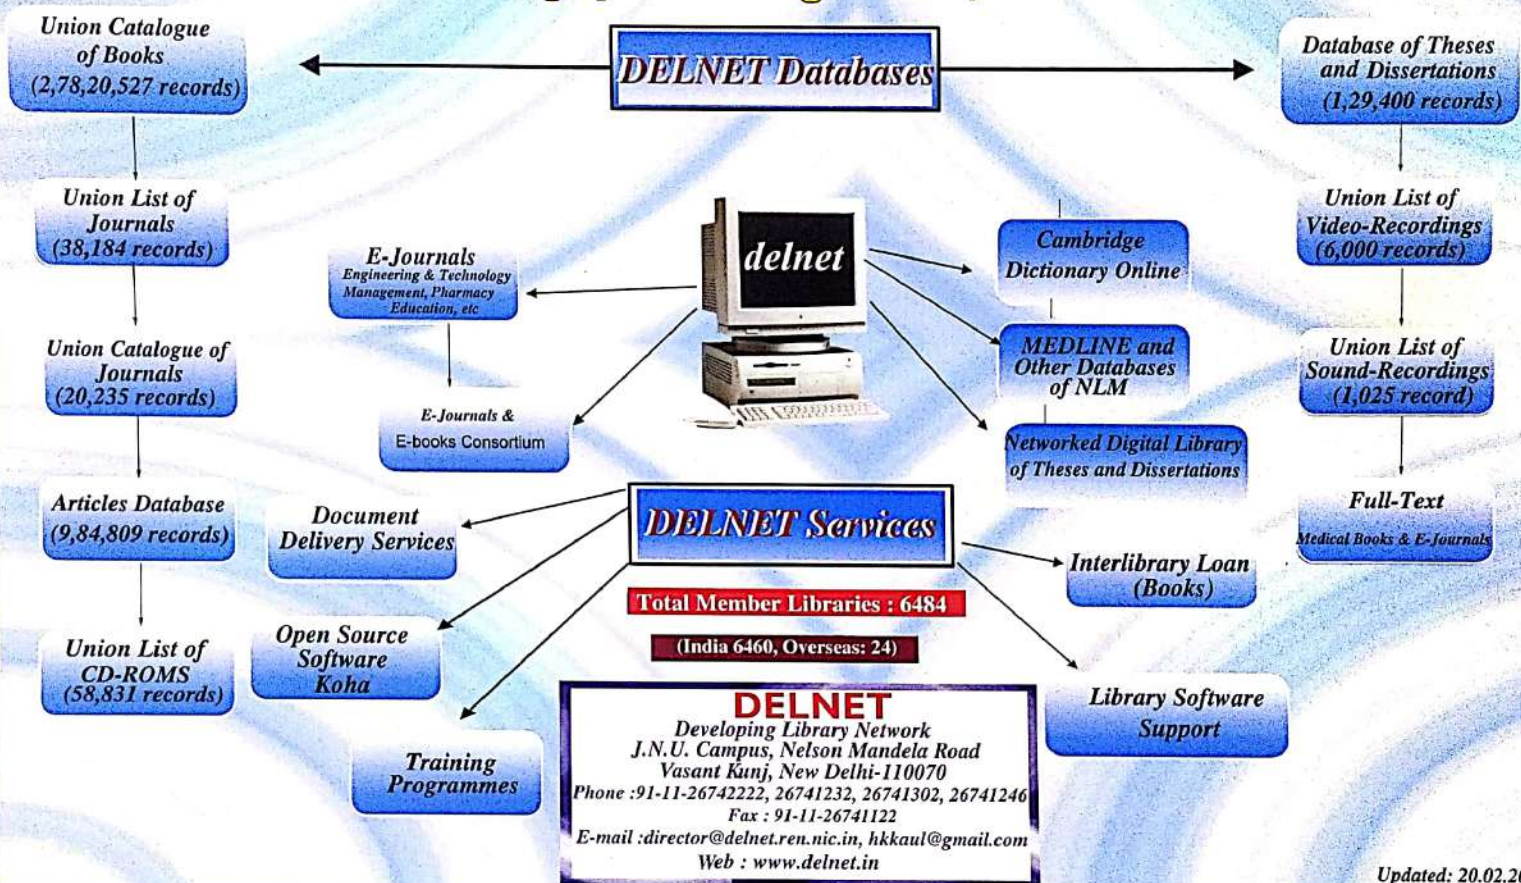 DELNET Databases
Union Catalogue
of Books
(2,78,20,527 records)
Union List of
Journals
(38,184 records)
Union Catalogue of
Journals
(20,235 records)
Articles Database
(9,84,809 records)
Union List of
CD-ROMS
(58,831 records)
Database of Theses
and Dissertations
(1,29,400 records)
Union List of
Video-Recordings
(6,000 records)
Union List of
Sound-Recordings
(1,025 record)
Full-Text
Medical Books & E-Journals
delnet
E-Journals
Engineering & Technology
Management, Pharmacy
Education, etc
E-Journals &
E-books Consortium
Cambridge
Dictionary Online
MEDLINE and
Other Databases
of NLM
Networked Digital Library
of Theses and Dissertations
DELNET Services
Document
Delivery Services
Open Source
Software
Koha
Training
Programmes
Interlibrary Loan
(Books)
Library Software
Support
Total Member Libraries : 6484
(India 6460, Overseas: 24)
DELNET
Developing Library Network
J.N.U. Campus, Nelson Mandela Road
Vasant Kunj, New Delhi-110070
Phone :91-11-26742222, 26741232, 26741302, 26741246
Fax : 91-11-26741122
E-mail :director@delnet.ren.nic.in, hkkaul@gmail.com
Web : www.delnet.in
Updated: 20.02.20